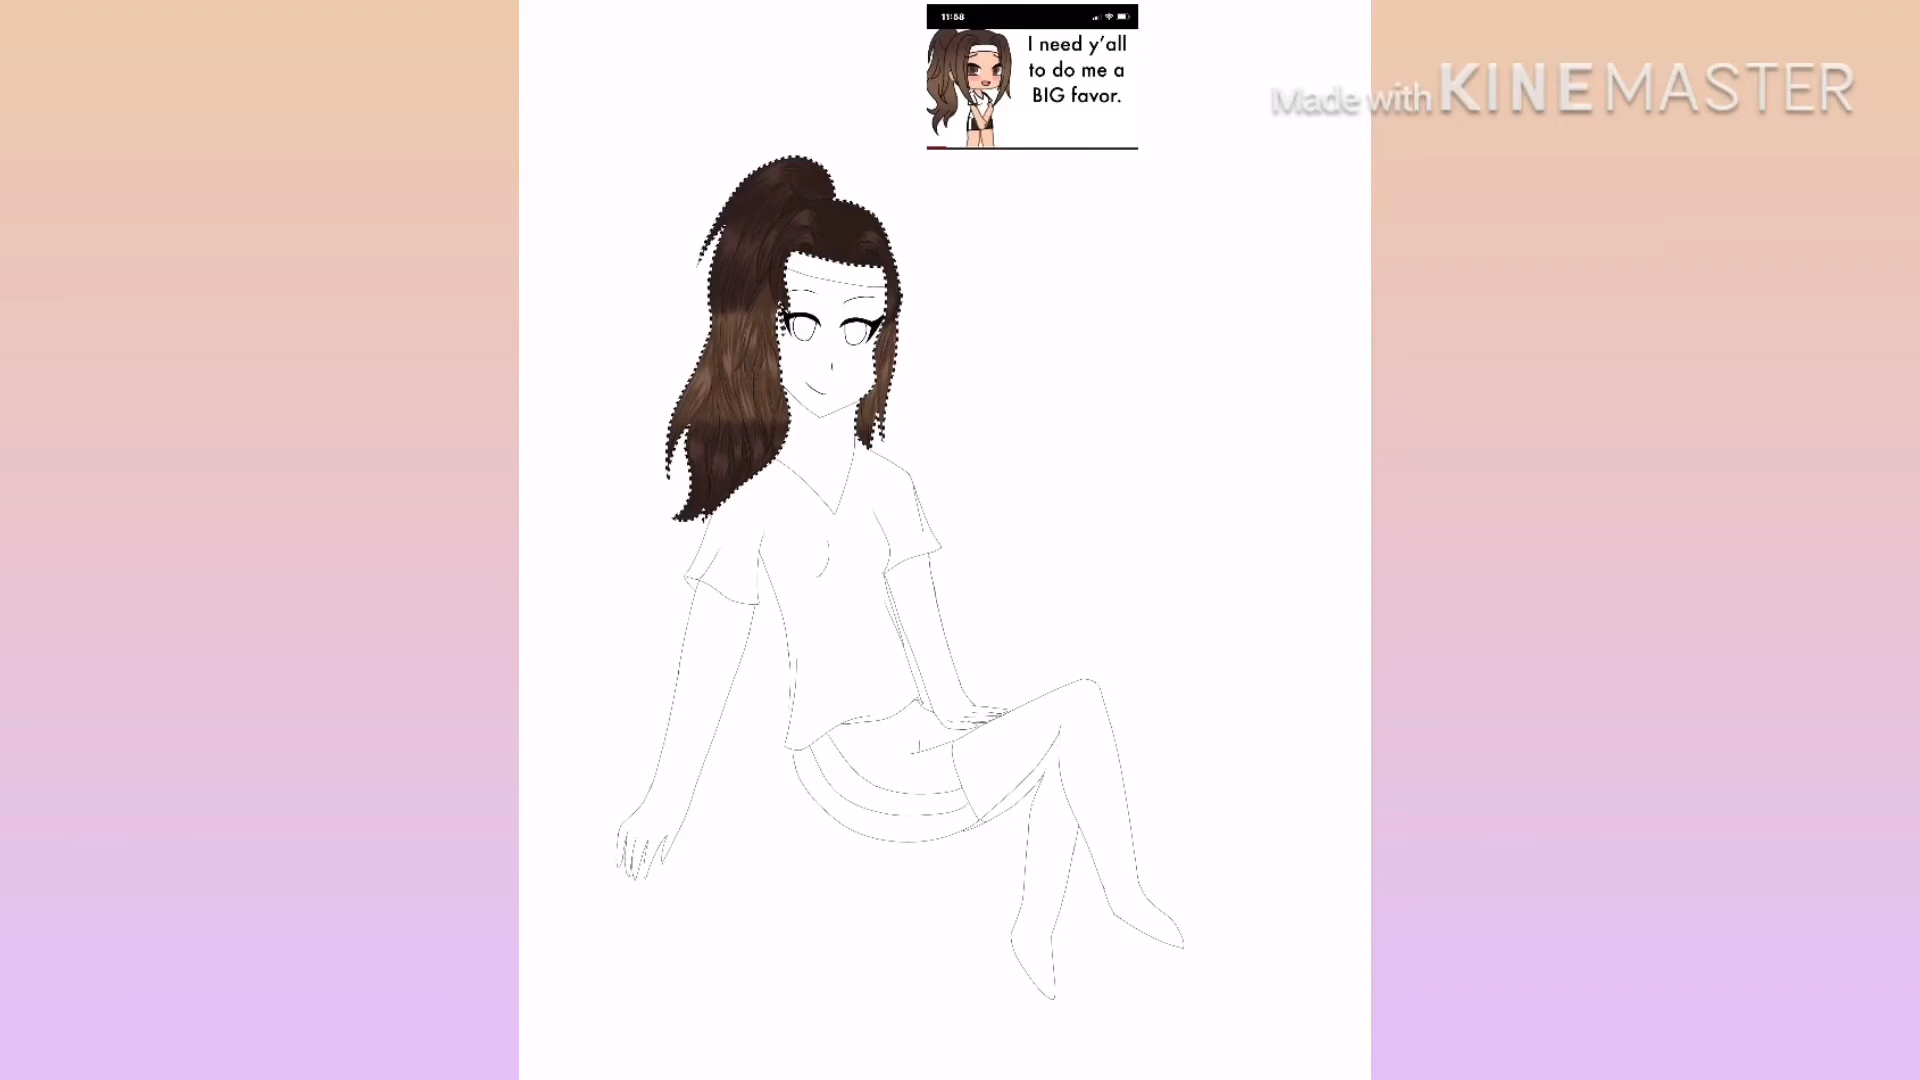 11:58
I need y'all
to do me a
BIG favor.
Made with KINEMASTER